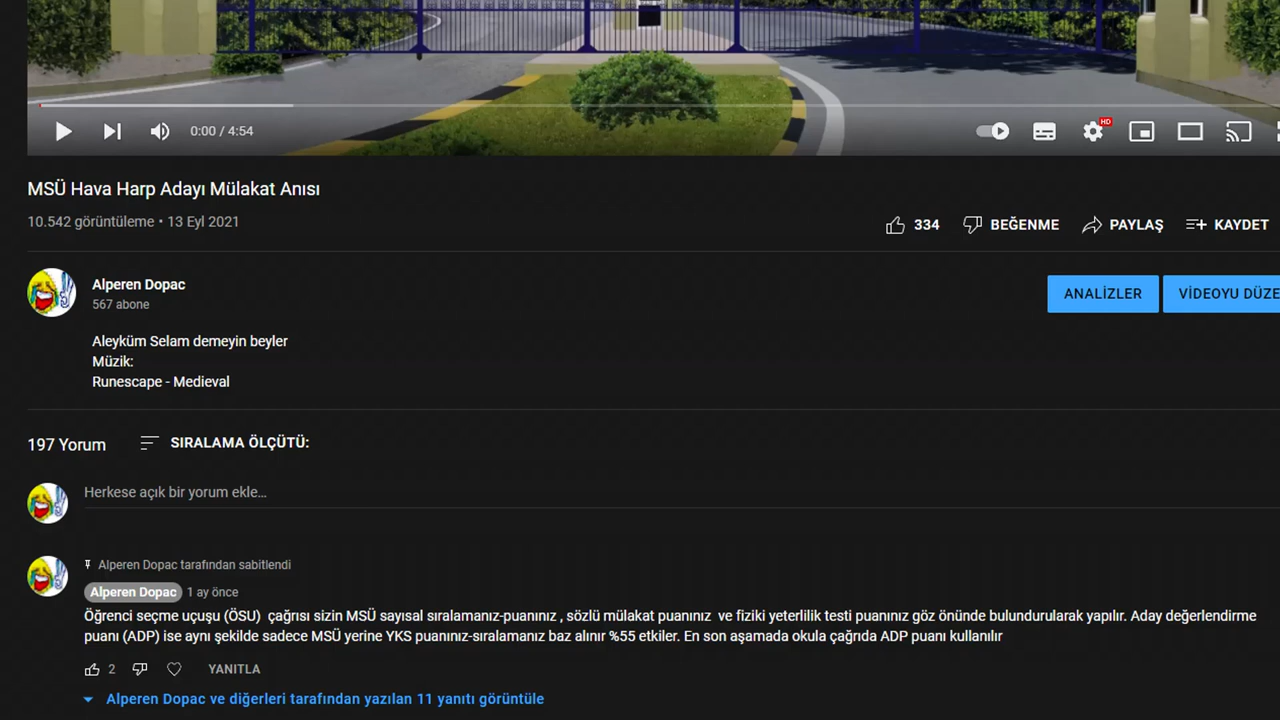 0:00 / 4:54
HD
MSÜ Hava Harp Adayı Mülakat Anısı
10.542 görüntüleme • 13 Eyl 2021
334 BEĞENME PAYLAŞ KAYDET
Alperen Dopac
567 abone
ANALİZLER VİDEOYU DÜZE
Aleyküm Selam demeyin beyler
Müzik:
Runescape - Medieval
197 Yorum SIRALAMA ÖLÇÜTÜ:
Herkese açık bir yorum ekle...
Alperen Dopac tarafından sabitlendi
Alperen Dopac 1 ay önce
Öğrenci seçme uçuşu (ÖSU) çağrısı sizin MSÜ sayısal sıralamanız-puanınız , sözlü mülakat puanınız ve fiziki yeterlilik testi puanınız göz önünde bulundurularak yapılır. Aday değerlendirme
puanı (ADP) ise aynı şekilde sadece MSÜ yerine YKS puanınız-sıralamanız baz alınır %55 etkiler. En son aşamada okula çağrıda ADP puanı kullanılır
2 YANITLA
Alperen Dopac ve diğerleri tarafından yazılan 11 yanıtı görüntüle